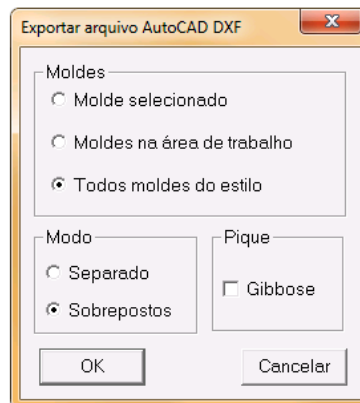 Exportar arquivo AutoCAD DXF
Moldes
Molde selecionado
Moldes na área de trabalho
Todos moldes do estilo
Modo
Separado
Sobrepostos
Pique
Gibbose
OK
Cancelar